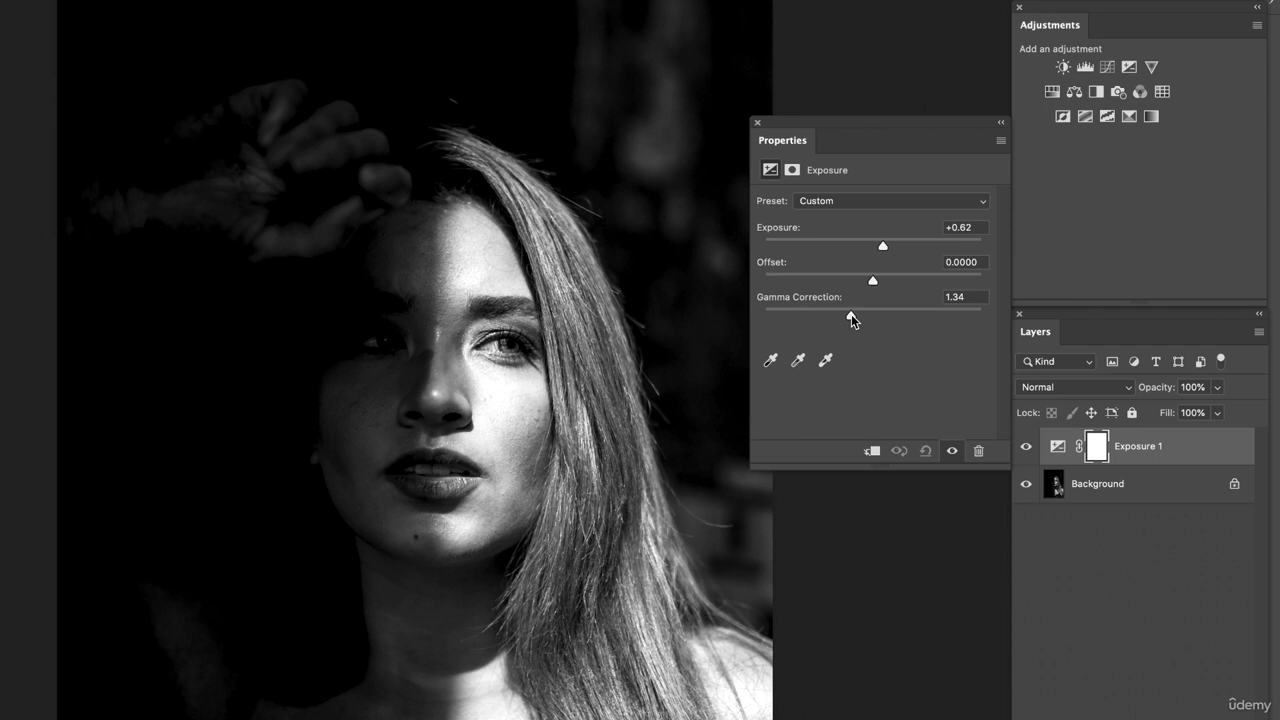 Adjustments
Add an adjustment
Properties
Exposure
Preset: Custom
Exposure: +0.62
Offset: 0.0000
Gamma Correction: 1.34
Layers
Kind
Normal Opacity: 100%
Lock: Fill: 100%
Exposure 1
Background
ûdemy